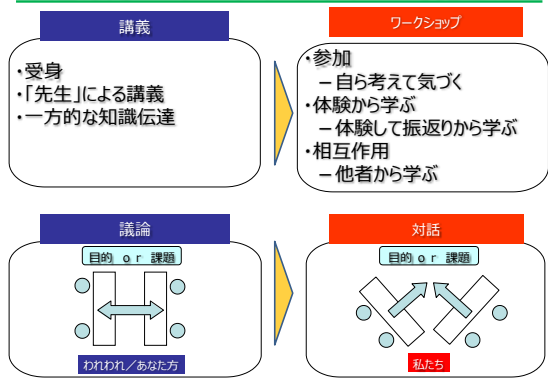 講義
・受身
・「先生」による講義
・一方的な知識伝達
ワークショップ
・参加
－自ら考えて気づく
・体験から学ぶ
－体験して振返りから学ぶ
・相互作用
－他者から学ぶ
議論
目的 or 課題
われわれ／あなた方
対話
目的 or 課題
私たち